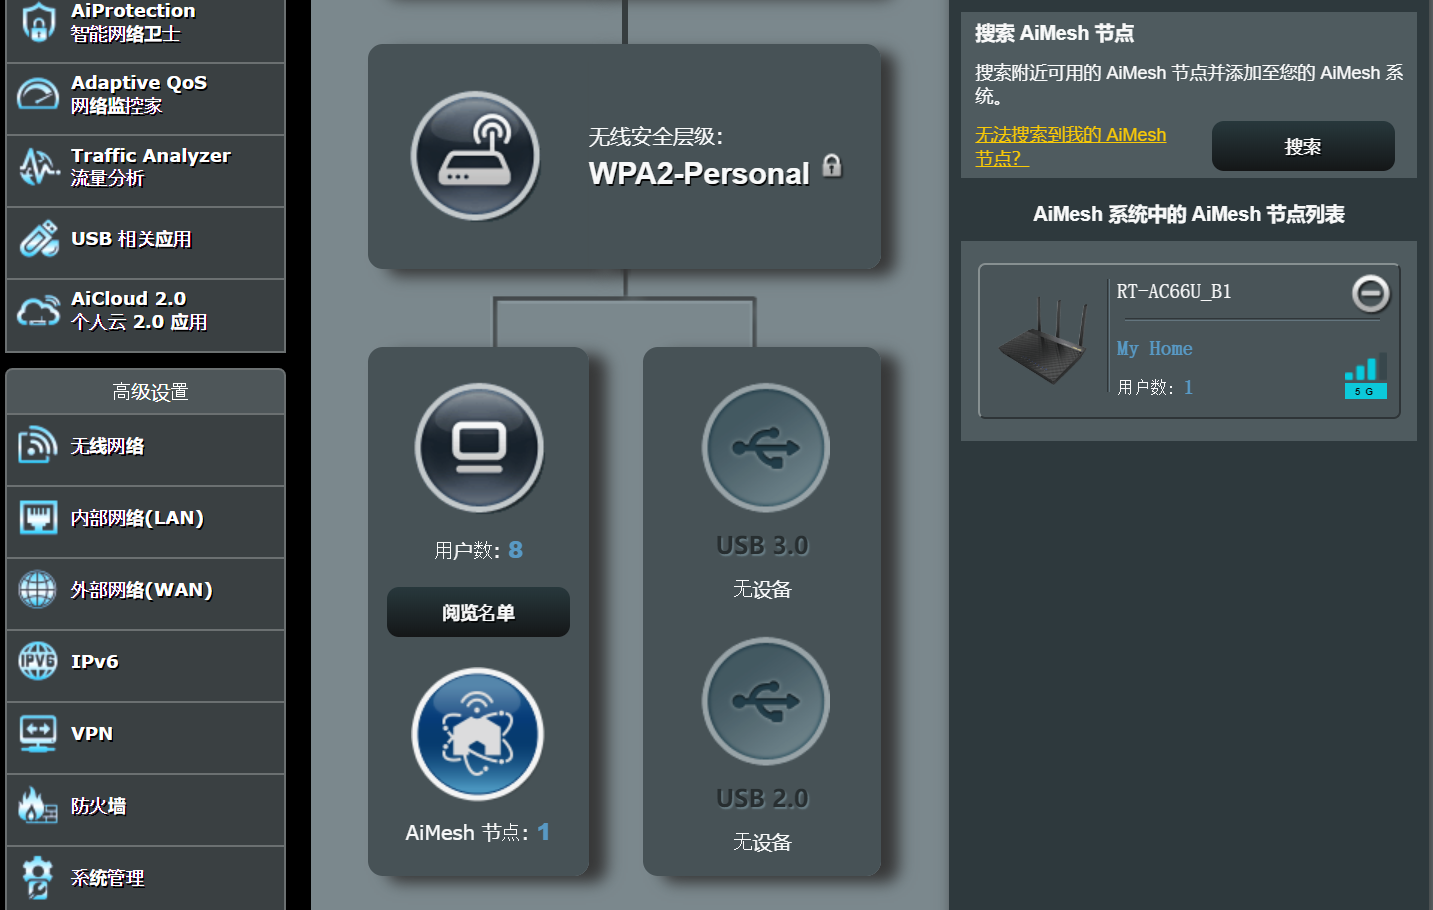 AiProtection
智能网络卫士
Adaptive QoS
网络监控家
Traffic Analyzer
流量分析
USB 相关应用
AiCloud 2.0
个人云 2.0 应用
高级设置
无线网络
内部网络(LAN)
外部网络(WAN)
IPv6
IPV6
VPN
防火墙
系统管理
无线安全层级:
WPA2-Personal
用户数: 8
阅览名单
AiMesh 节点: 1
USB 3.0
无设备
USB 2.0
无设备
搜索 AiMesh 节点
搜索附近可用的 AiMesh 节点并添加至您的 AiMesh 系
统。
无法搜索到我的 AiMesh
节点?
搜索
AiMesh 系统中的 AiMesh 节点列表
RT-AC66U_B1
My Home
用户数: 1
5 G